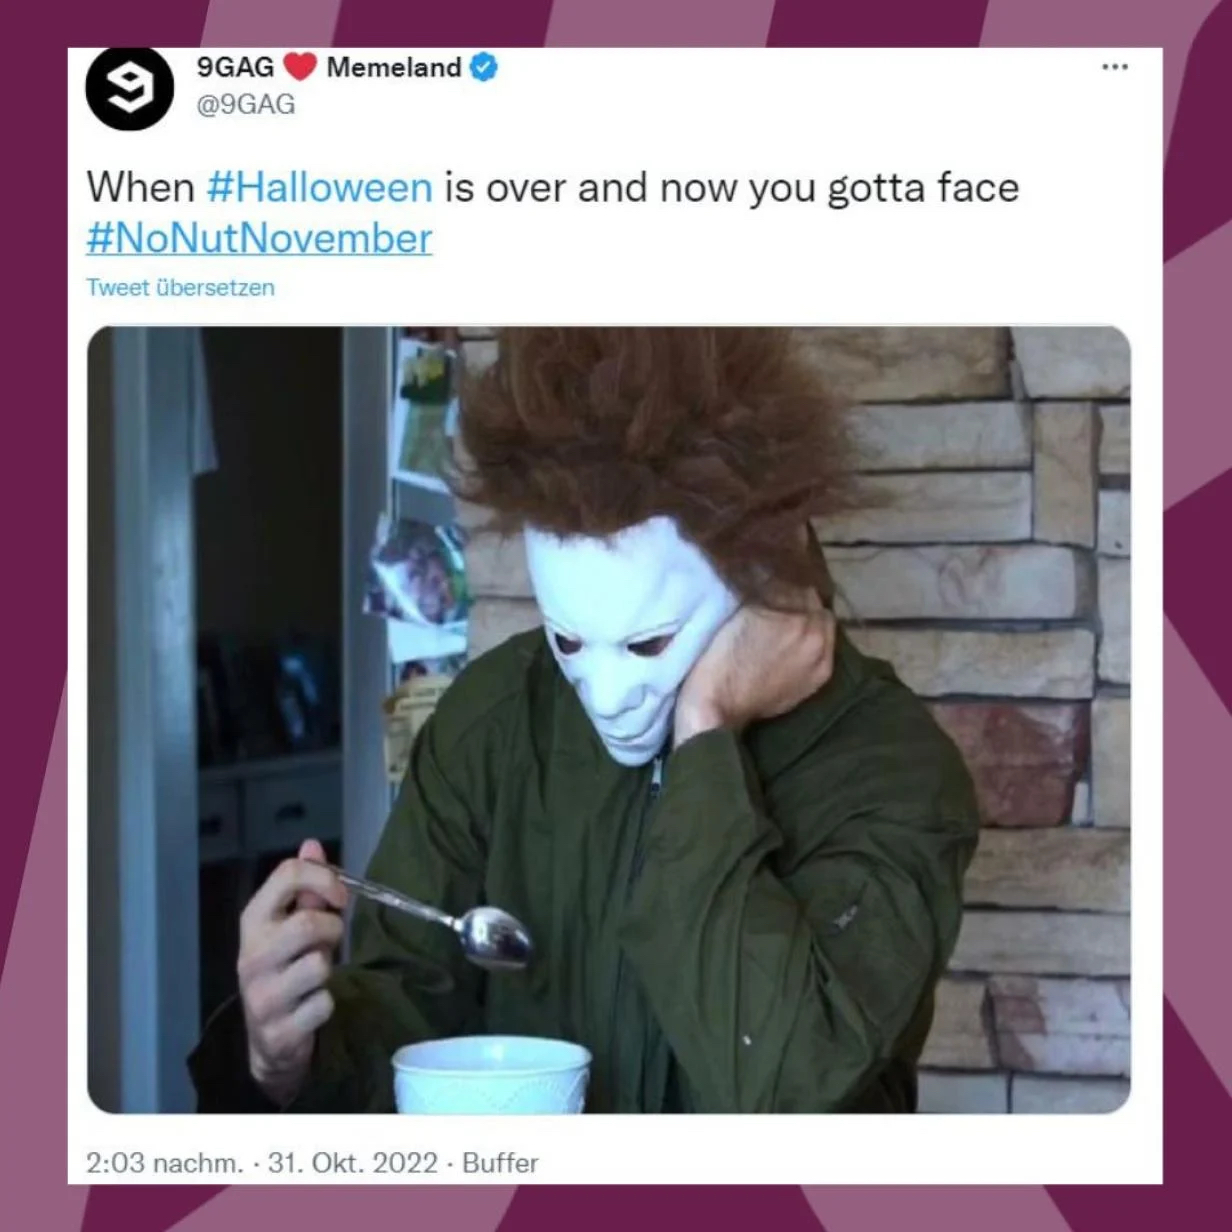 9GAG ❤️ Memeland
@9GAG
When #Halloween is over and now you gotta face
#NoNutNovember
Tweet übersetzen
2:03 nachm. · 31. Okt. 2022 · Buffer